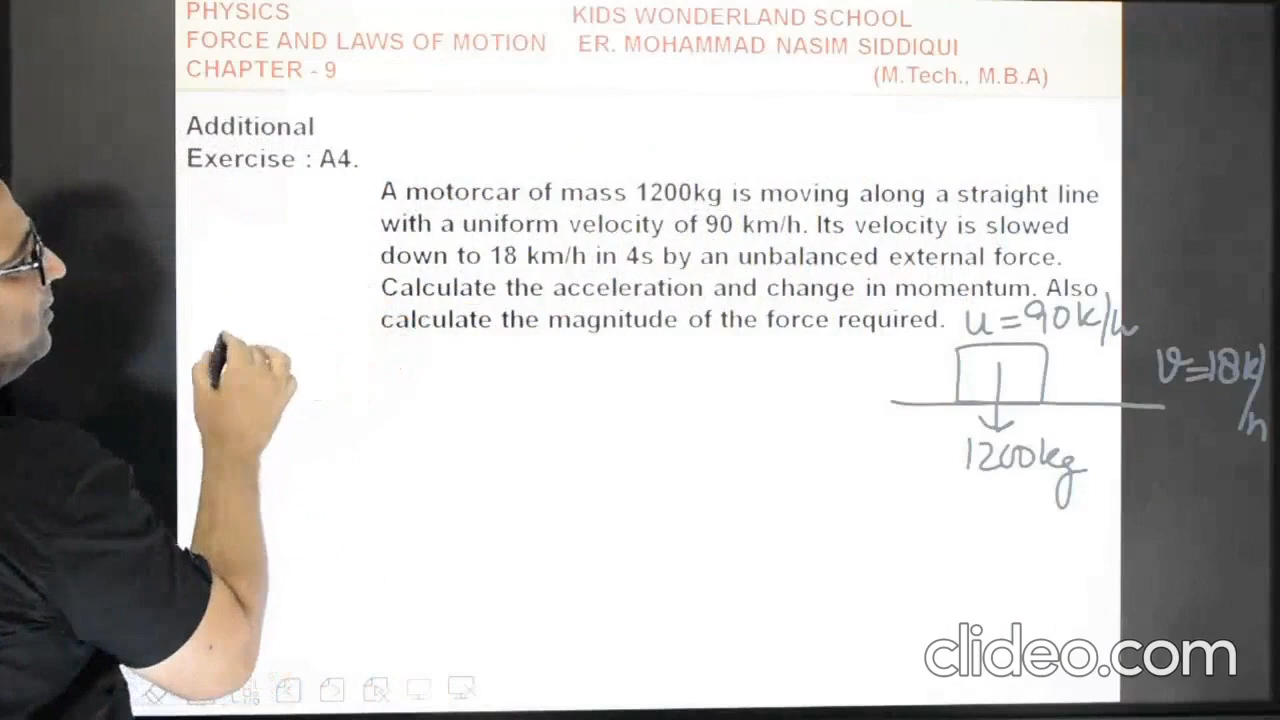 PHYSICS KIDS WONDERLAND SCHOOL
FORCE AND LAWS OF MOTION ER. MOHAMMAD NASIM SIDDIQUI
CHAPTER - 9 (M.Tech., M.B.A)
Additional
Exercise : A4.
A motorcar of mass 1200kg is moving along a straight line
with a uniform velocity of 90 km/h. Its velocity is slowed
down to 18 km/h in 4s by an unbalanced external force.
Calculate the acceleration and change in momentum. Also
calculate the magnitude of the force required.
u = 90k/h
v=18k/
/h
1200kg
clideo.com